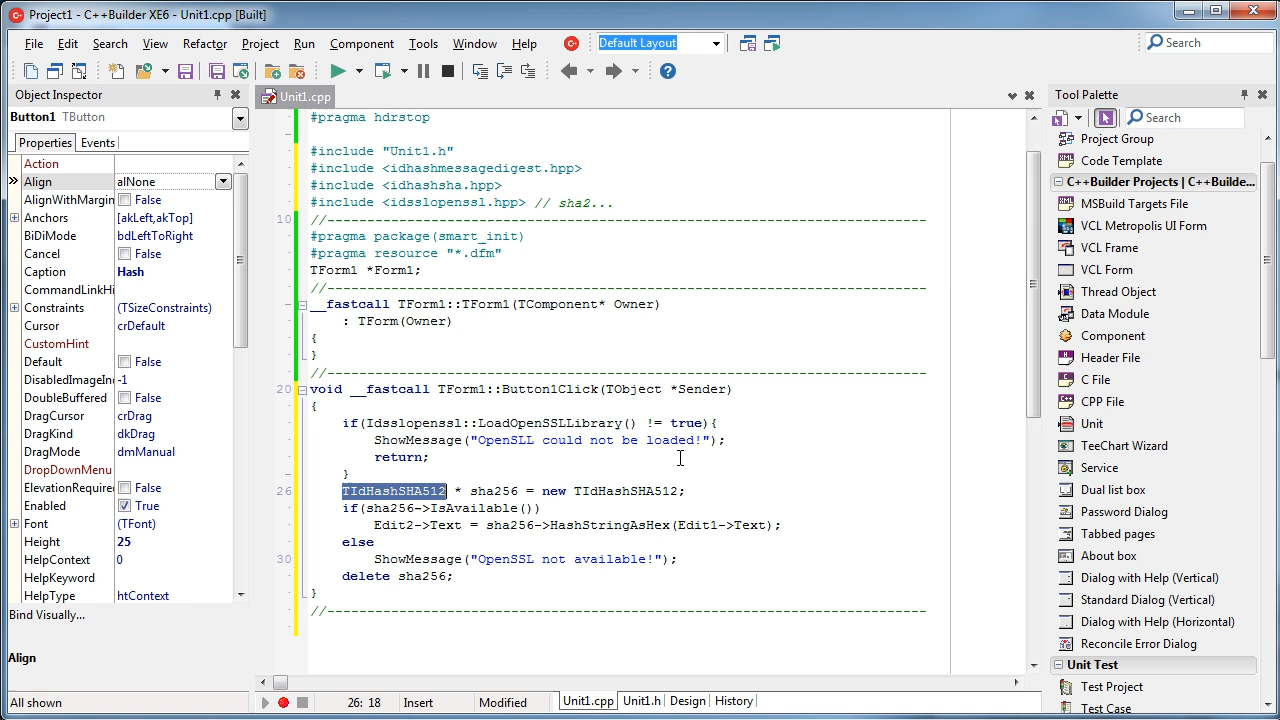 Project1 - C++Builder XE6 - Unit1.cpp [Built]
File Edit Search View Refactor Project Run Component Tools Window Help Default Layout Search
Object Inspector
Button1 TButton
Properties Events
Action
Align alNone
AlignWithMargin False
Anchors [akLeft,akTop]
BiDiMode bdLeftToRight
Cancel False
Caption Hash
CommandLinkHi
Constraints (TSizeConstraints)
Cursor crDefault
CustomHint
Default False
DisabledImageIn -1
DoubleBuffered False
DragCursor crDrag
DragKind dkDrag
DragMode dmManual
DropDownMenu
ElevationRequire False
Enabled True
Font (TFont)
Height 25
HelpContext 0
HelpKeyword
HelpType htContext
Bind Visually...
Align
All shown
Unit1.cpp
#pragma hdrstop
#include "Unit1.h"
#include <idhashmessagedigest.hpp>
#include <idhashsha.hpp>
#include <idsslopenssl.hpp> // sha2...
10 //---------------------------------------------------------------------------
#pragma package(smart_init)
#pragma resource "*.dfm"
TForm1 *Form1;
//---------------------------------------------------------------------------
__fastcall TForm1::TForm1(TComponent* Owner)
: TForm(Owner)
{
}
//---------------------------------------------------------------------------
20 void __fastcall TForm1::Button1Click(TObject *Sender)
{
if(Idsslopenssl::LoadOpenSSLLibrary() != true){
ShowMessage("OpenSLL could not be loaded!");
return;
}
26 TIdHashSHA512 * sha256 = new TIdHashSHA512;
if(sha256->IsAvailable())
Edit2->Text = sha256->HashStringAsHex(Edit1->Text);
else
30 ShowMessage("OpenSSL not available!");
delete sha256;
}
//---------------------------------------------------------------------------
26: 18 Insert Modified Unit1.cpp Unit1.h Design History
Tool Palette
Search
Project Group
Code Template
C++Builder Projects | C++Builde...
MSBuild Targets File
VCL Metropolis UI Form
VCL Frame
VCL Form
Thread Object
Data Module
Component
Header File
C File
CPP File
Unit
TeeChart Wizard
Service
Dual list box
Password Dialog
Tabbed pages
About box
Dialog with Help (Vertical)
Standard Dialog (Vertical)
Dialog with Help (Horizontal)
Reconcile Error Dialog
Unit Test
Test Project
Test Case